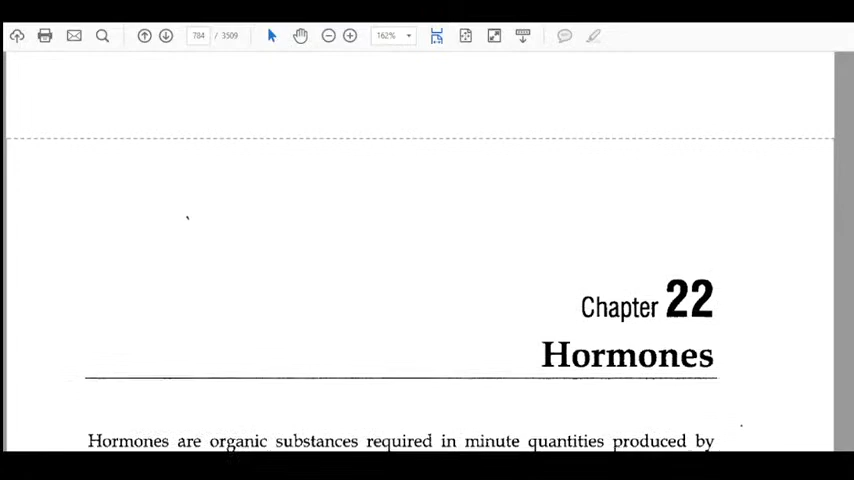 784 / 3509
162%
Chapter 22
Hormones
Hormones are organic substances required in minute quantities produced by